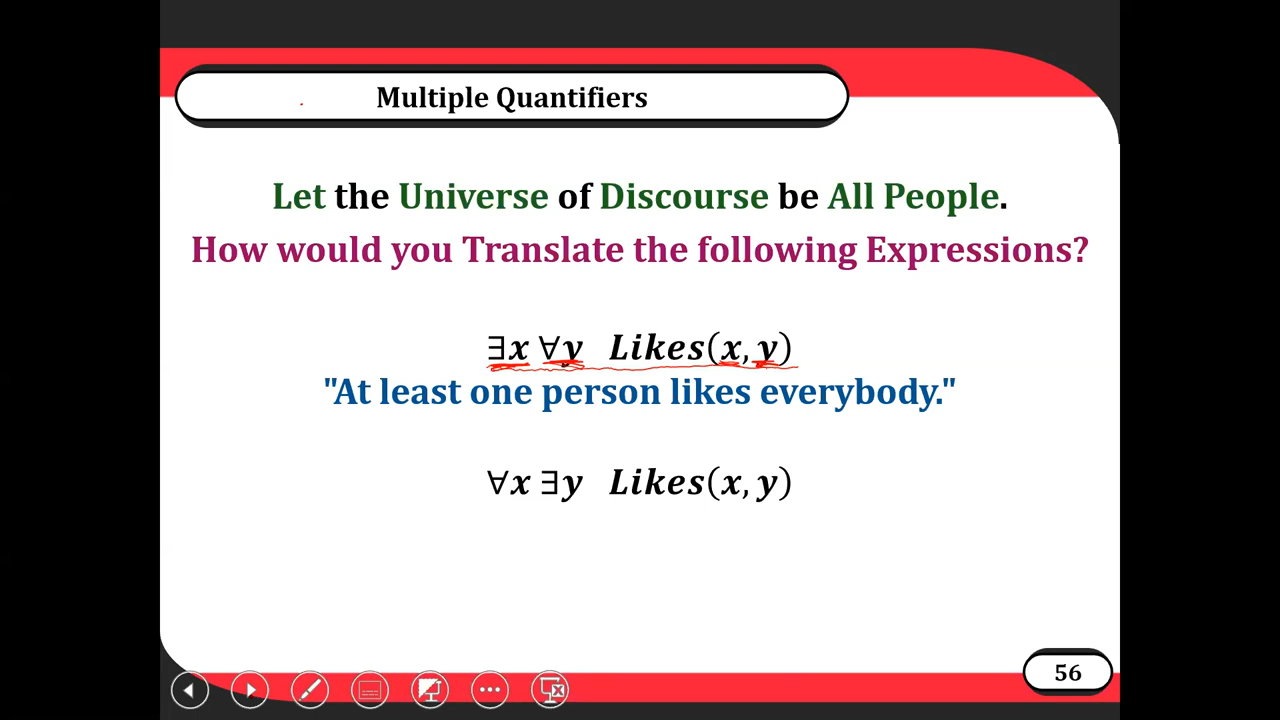 Multiple Quantifiers
Let the Universe of Discourse be All People.
How would you Translate the following Expressions?
∃x ∀y Likes(x, y)
"At least one person likes everybody."
∀x ∃y Likes(x, y)
56